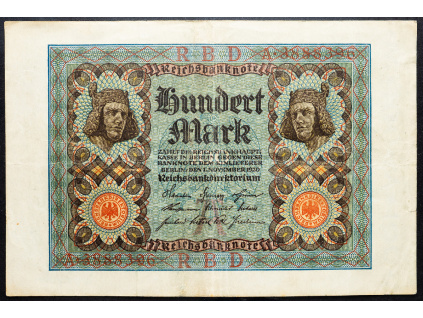 R B D A·3888396
Reichsbanknote
Hundert
Mark
ZAHLT DIE REICHSBANKHAUPT,
KASSE IN BERLIN GEGEN DIESE
BANKNOTE DEM EINLIEFERER
BERLIN, DEN 1. NOVEMBER 1920
Reichsbankdirektorium
Reichsbanknote
A·3888396 R B D